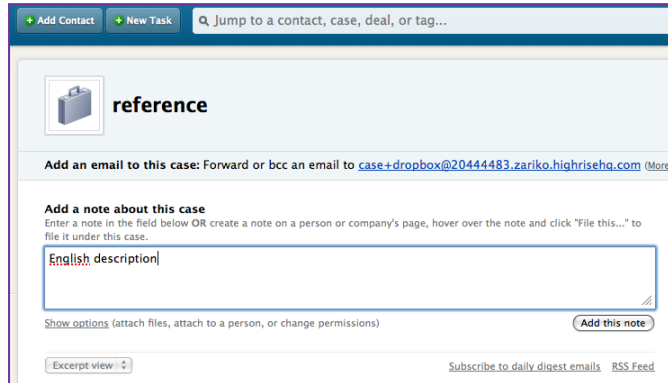 Add Contact New Task Jump to a contact, case, deal, or tag...
reference
Add an email to this case: Forward or bcc an email to case+dropbox@20444483.zariko.highrisehq.com (More
Add a note about this case
Enter a note in the field below OR create a note on a person or company's page, hover over the note and click "File this..." to
file it under this case.
English description
Show options (attach files, attach to a person, or change permissions) Add this note
Excerpt view Subscribe to daily digest emails RSS Feed